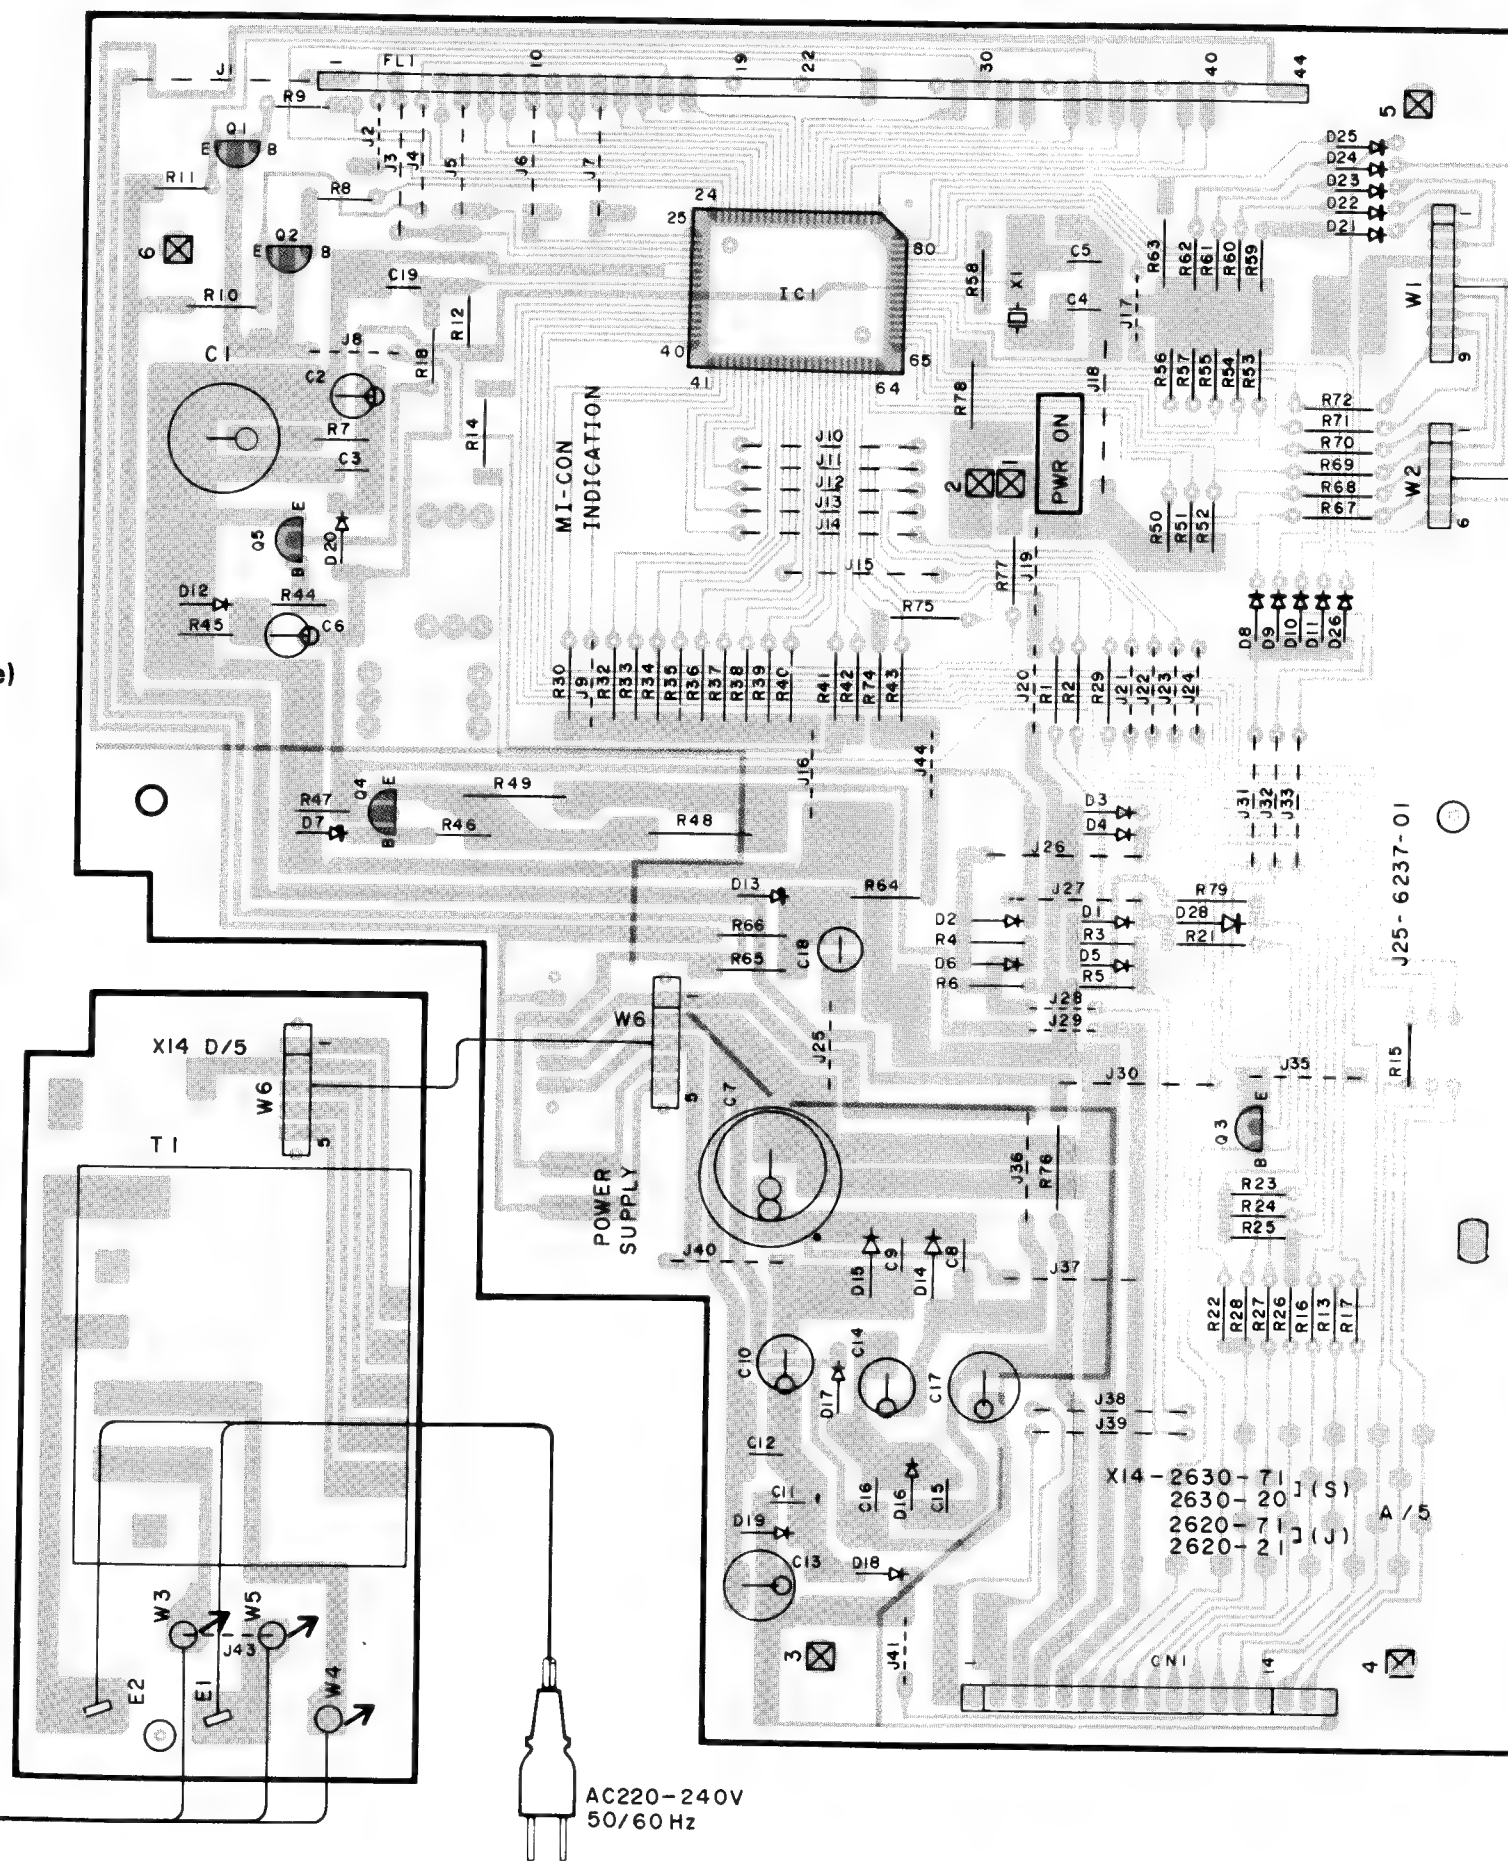 J1
1
FL1
10
19
22
30
40
44
5
R9
Q1
E
B
J2
J3
J4
J5
J6
J7
D25
D24
D23
D22
D21
R11
R8
24
25
80
6
Q2
E
B
C19
R10
R12
IC1
R58
X1
C5
C4
J17
R63
R62
R61
R60
R59
1
W1
9
C1
J8
C2
R18
40
41
65
64
R78
J18
R56
R57
R55
R54
R53
R7
C3
R14
MI-CON
INDICATION
J10
J11
J12
J13
J14
J15
2
1
PWR ON
R72
R71
R70
R69
R68
R67
1
W2
6
Q5
E
B
D20
R50
R51
R52
R77
J19
D12
R44
R45
C6
R75
D8
D9
D10
D11
D26
e)
R30
J9
R32
R33
R34
R35
R36
R37
R38
R39
R40
R41
R42
R74
R43
J20
R1
R2
R29
J21
J22
J23
J24
J16
J44
R47
D7
Q4
E
B
R49
R46
R48
D3
D4
J26
J31
J32
J33
J25-6237-01
D13
R64
J27
R79
D2
D1
D28
R66
R4
R3
R21
R65
C18
D6
D5
R6
R5
J28
J29
X14 D/5
W6
1
5
W6
1
5
J25
C7
J30
J35
R15
T1
Q3
E
B
POWER
SUPPLY
J36
R76
R23
R24
R25
J40
D15
C9
D14
C8
J37
R22
R28
R27
R26
R16
R13
R17
C10
D17
C14
C17
J38
J39
C12
C11
C16
D16
C15
X14-2630-71
2630-20
](S)
2620-71
2620-21
](J)
A/5
D19
C13
D18
W3
J43
W5
W4
E2
E1
3
J41
1
CN1
14
4
AC220-240V
50/60Hz